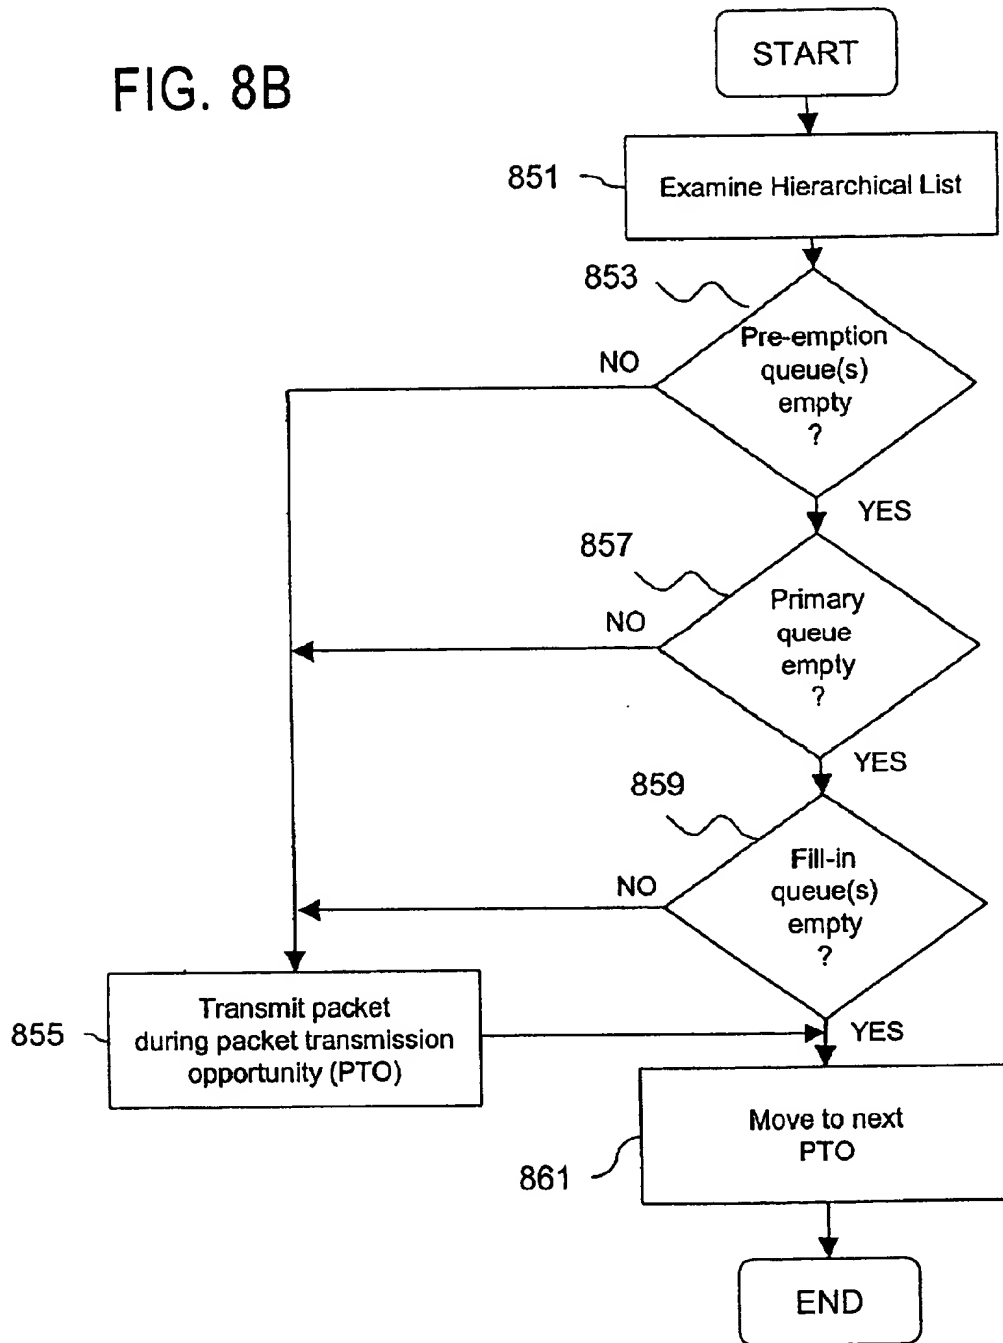 FIG. 8B
START
851
Examine Hierarchical List
853
Pre-emption
queue(s)
empty
?
NO
YES
857
Primary
queue
empty
?
NO
YES
859
Fill-in
queue(s)
empty
?
NO
YES
855
Transmit packet
during packet transmission
opportunity (PTO)
Move to next
PTO
861
END